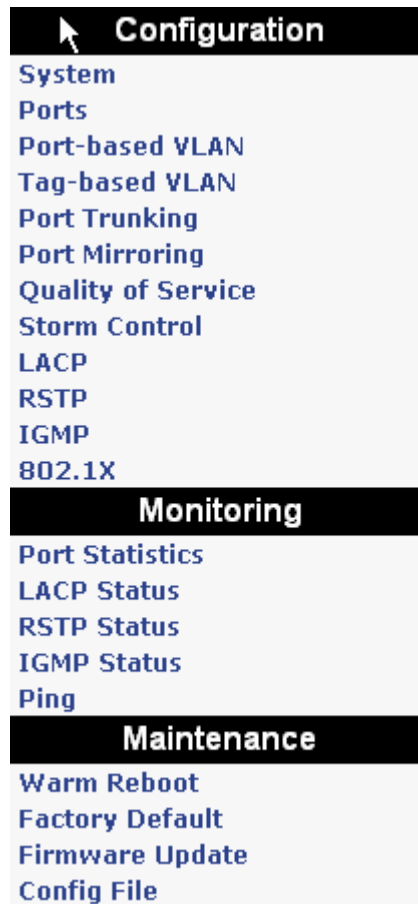 Configuration
System
Ports
Port-based VLAN
Tag-based VLAN
Port Trunking
Port Mirroring
Quality of Service
Storm Control
LACP
RSTP
IGMP
802.1X
Monitoring
Port Statistics
LACP Status
RSTP Status
IGMP Status
Ping
Maintenance
Warm Reboot
Factory Default
Firmware Update
Config File